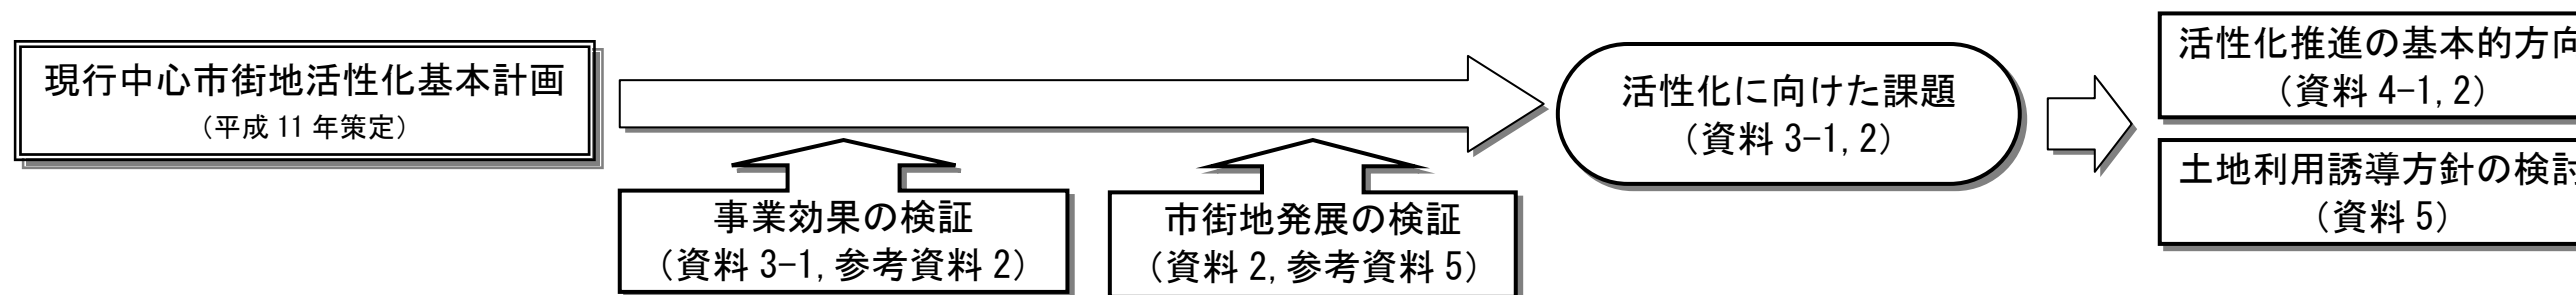 現行中心市街地活性化基本計画
（平成 11 年策定）
事業効果の検証
（資料 3-1, 参考資料 2）
市街地発展の検証
（資料 2, 参考資料 5）
活性化に向けた課題
（資料 3-1, 2）
活性化推進の基本的方向
（資料 4-1, 2）
土地利用誘導方針の検討
（資料 5）